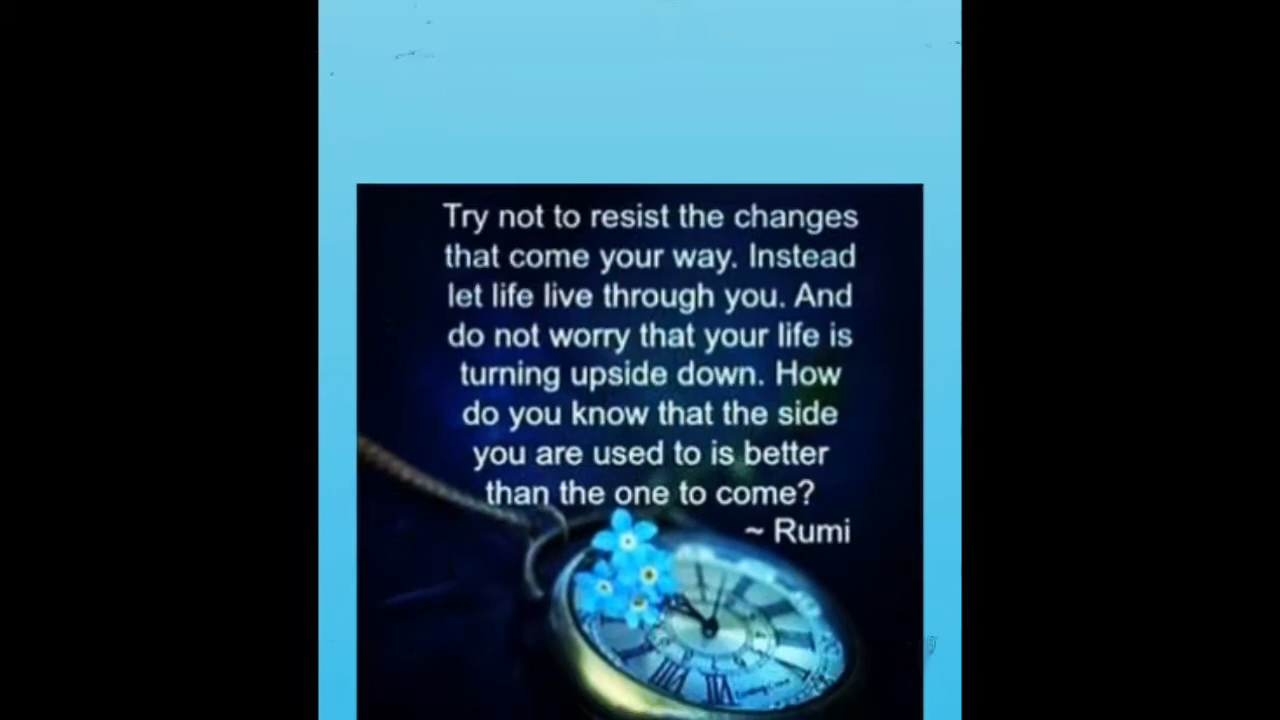 Try not to resist the changes
that come your way. Instead
let life live through you. And
do not worry that your life is
turning upside down. How
do you know that the side
you are used to is better
than the one to come?
~ Rumi